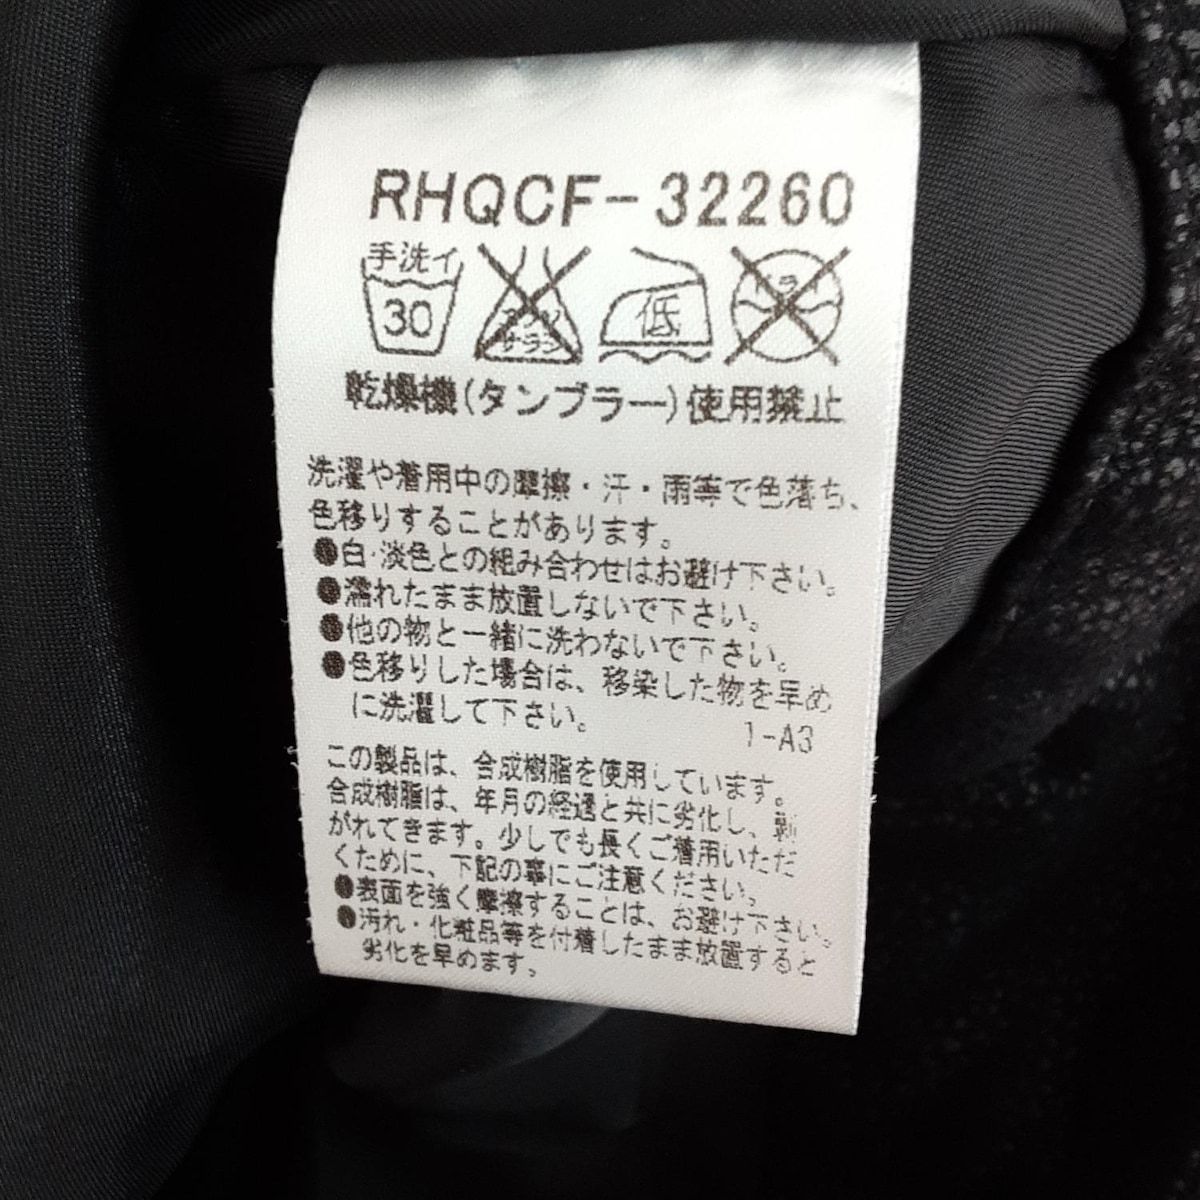 RHQCF-32260
手洗イ
30
エンソ
サラシ
低
ドライ
乾燥機(タンブラー)使用禁止
洗濯や着用中の摩擦・汗・雨等で色落ち、
色移りすることがあります。
●白・淡色との組み合わせはお避け下さい。
●濡れたまま放置しないで下さい。
●他の物と一緒に洗わないで下さい。
●色移りした場合は、移染した物を早め
に洗濯して下さい。
1-A3
この製品は、合成樹脂を使用しています。
合成樹脂は、年月の経過と共に劣化し、剥
がれてきます。少しでも長くご着用いただ
くために、下記の事にご注意ください。
●表面を強く摩擦することは、お避け下さい。
●汚れ・化粧品等を付着したまま放置すると
劣化を早めます。